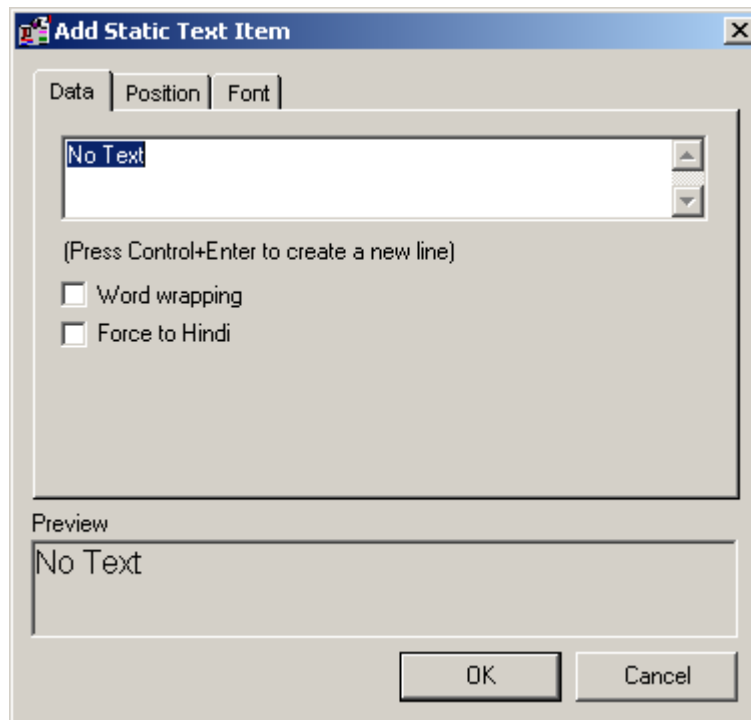 Add Static Text Item
Data Position Font
No Text
(Press Control+Enter to create a new line)
Word wrapping
Force to Hindi
Preview
No Text
OK Cancel